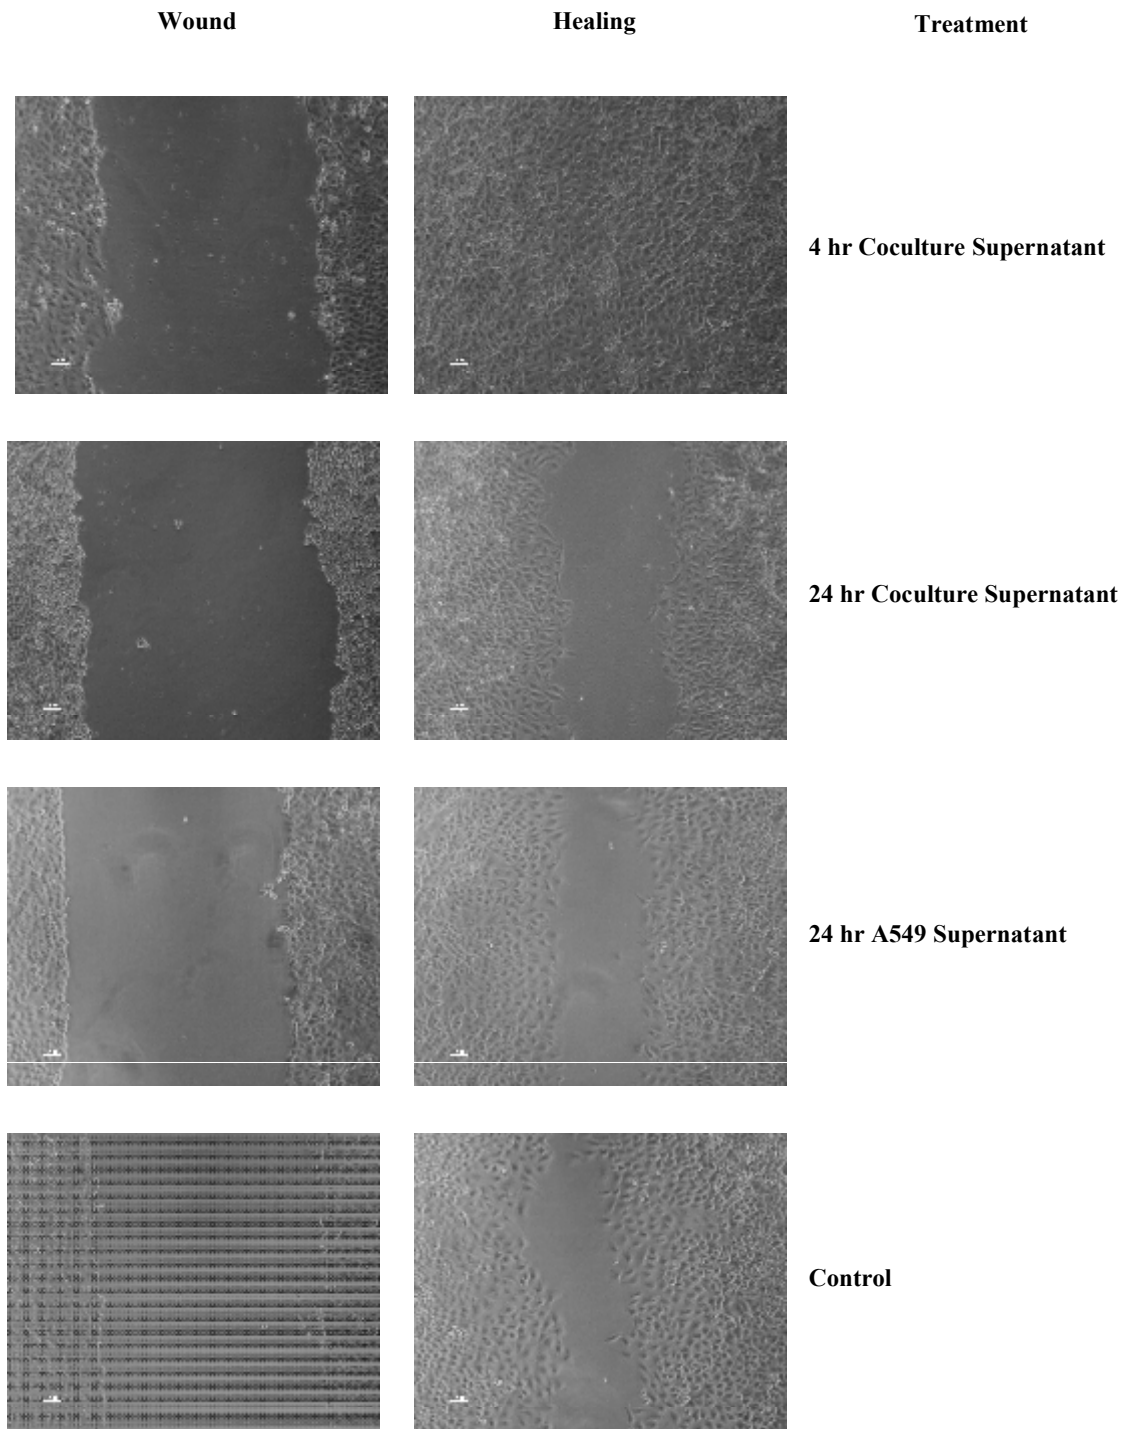 Wound Healing Treatment
4 hr Coculture Supernatant
24 hr Coculture Supernatant
24 hr A549 Supernatant
Control